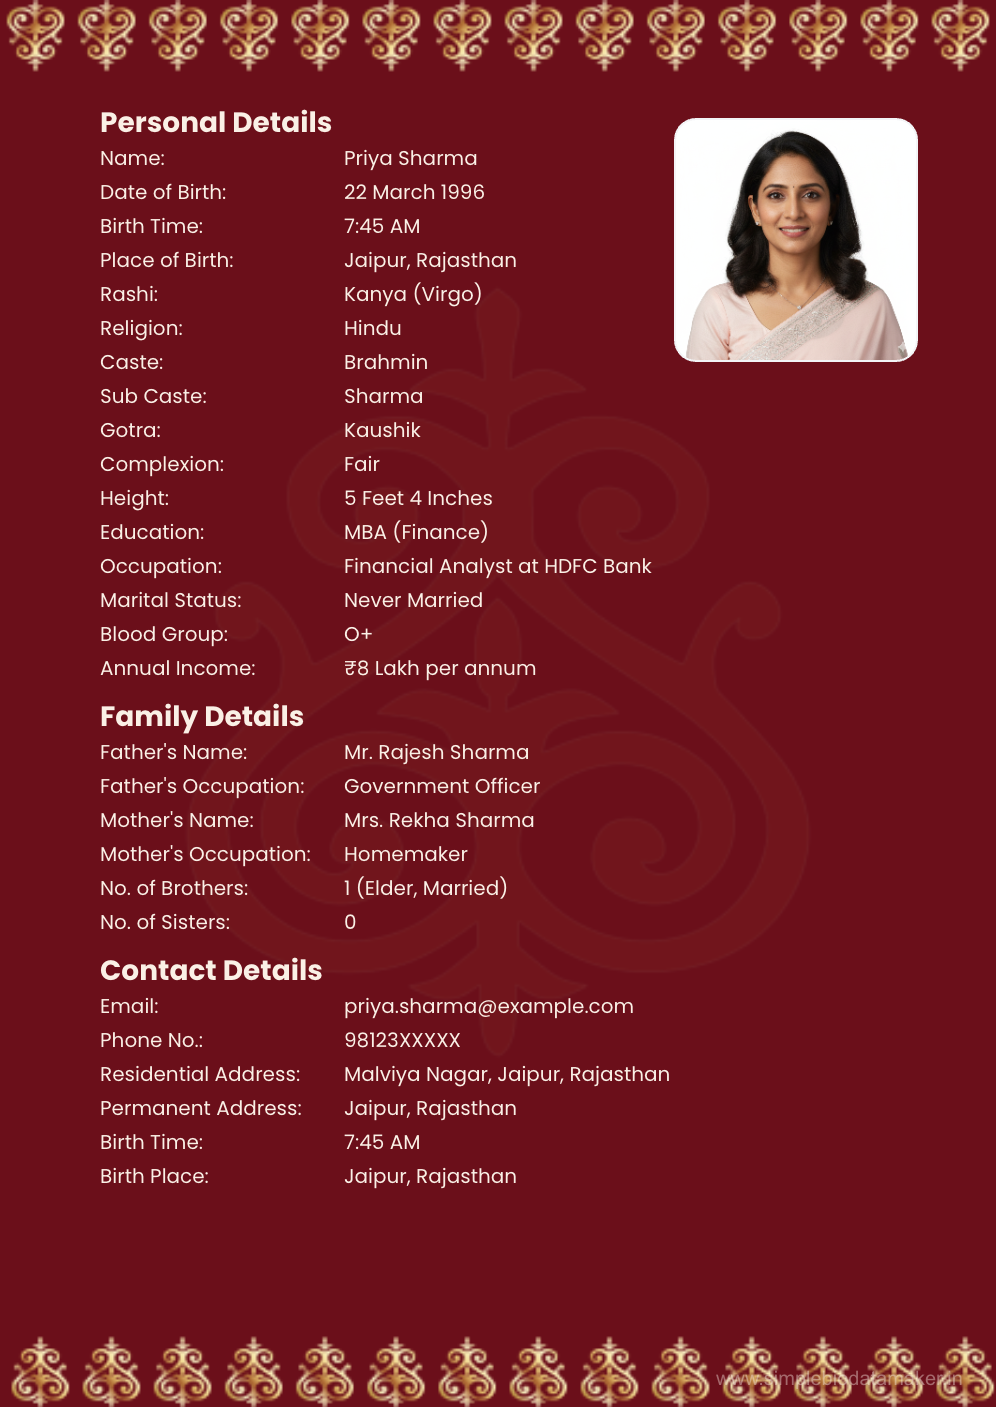 Personal Details
Name: Priya Sharma
Date of Birth: 22 March 1996
Birth Time: 7:45 AM
Place of Birth: Jaipur, Rajasthan
Rashi: Kanya (Virgo)
Religion: Hindu
Caste: Brahmin
Sub Caste: Sharma
Gotra: Kaushik
Complexion: Fair
Height: 5 Feet 4 Inches
Education: MBA (Finance)
Occupation: Financial Analyst at HDFC Bank
Marital Status: Never Married
Blood Group: O+
Annual Income: ₹8 Lakh per annum
Family Details
Father's Name: Mr. Rajesh Sharma
Father's Occupation: Government Officer
Mother's Name: Mrs. Rekha Sharma
Mother's Occupation: Homemaker
No. of Brothers: 1 (Elder, Married)
No. of Sisters: 0
Contact Details
Email: priya.sharma@example.com
Phone No.: 98123XXXXX
Residential Address: Malviya Nagar, Jaipur, Rajasthan
Permanent Address: Jaipur, Rajasthan
Birth Time: 7:45 AM
Birth Place: Jaipur, Rajasthan
www.simplebiodatamaker.in